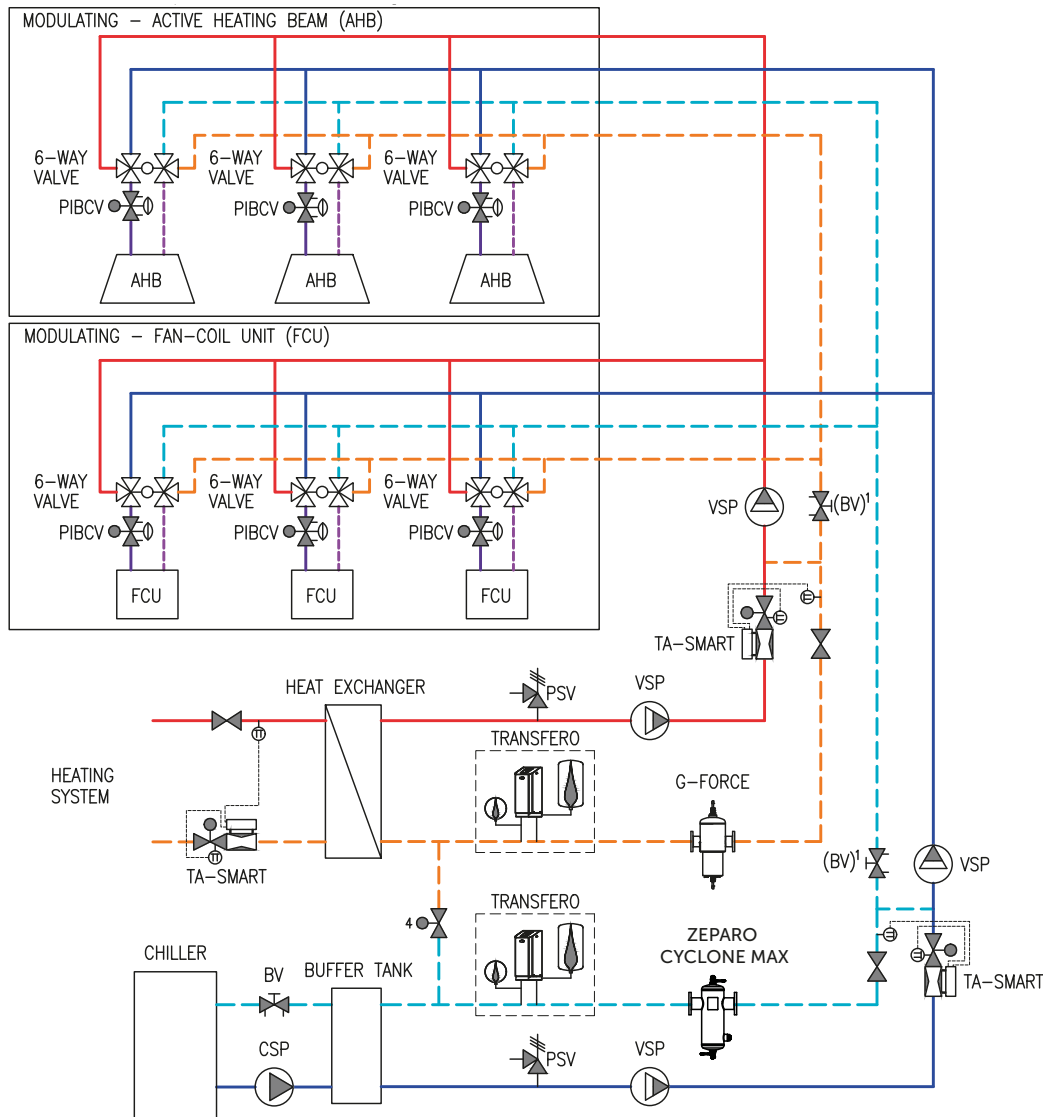 MODULATING – ACTIVE HEATING BEAM (AHB)
6-WAY
VALVE
6-WAY
VALVE
6-WAY
VALVE
PIBCV
PIBCV
PIBCV
AHB
AHB
AHB
MODULATING – FAN-COIL UNIT (FCU)
6-WAY
VALVE
6-WAY
VALVE
6-WAY
VALVE
PIBCV
PIBCV
PIBCV
FCU
FCU
FCU
VSP
(BV)¹
TA-SMART
HEAT EXCHANGER
PSV
VSP
HEATING
SYSTEM
TRANSFERO
G-FORCE
TA-SMART
(BV)¹
VSP
4
TRANSFERO
ZEPARO
CYCLONE MAX
CHILLER
BV
BUFFER TANK
TA-SMART
CSP
PSV
VSP